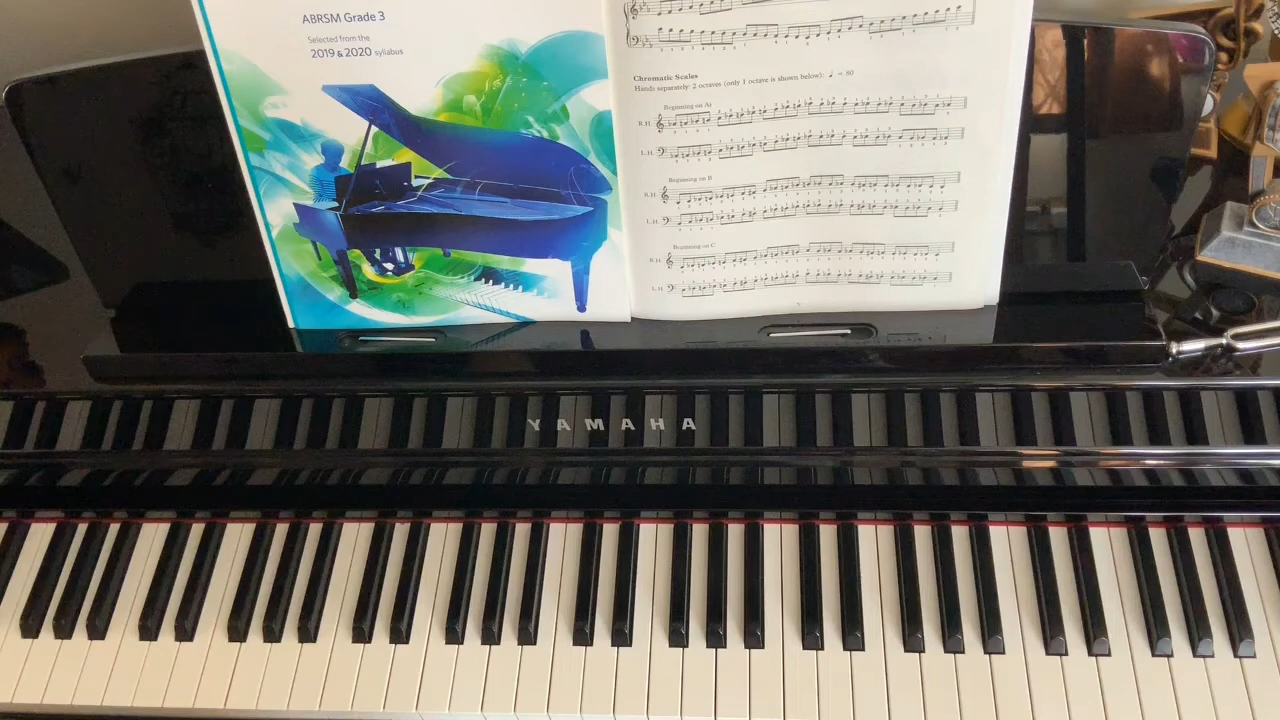 ABRSM Grade 3
Selected from the
2019 & 2020 syllabus
Chromatic Scales
Hands separately: 2 octaves (only 1 octave is shown below): ♩ = 80
Beginning on A♭
R.H.
L.H.
Beginning on B
R.H.
L.H.
Beginning on C
R.H.
L.H.
YAMAHA